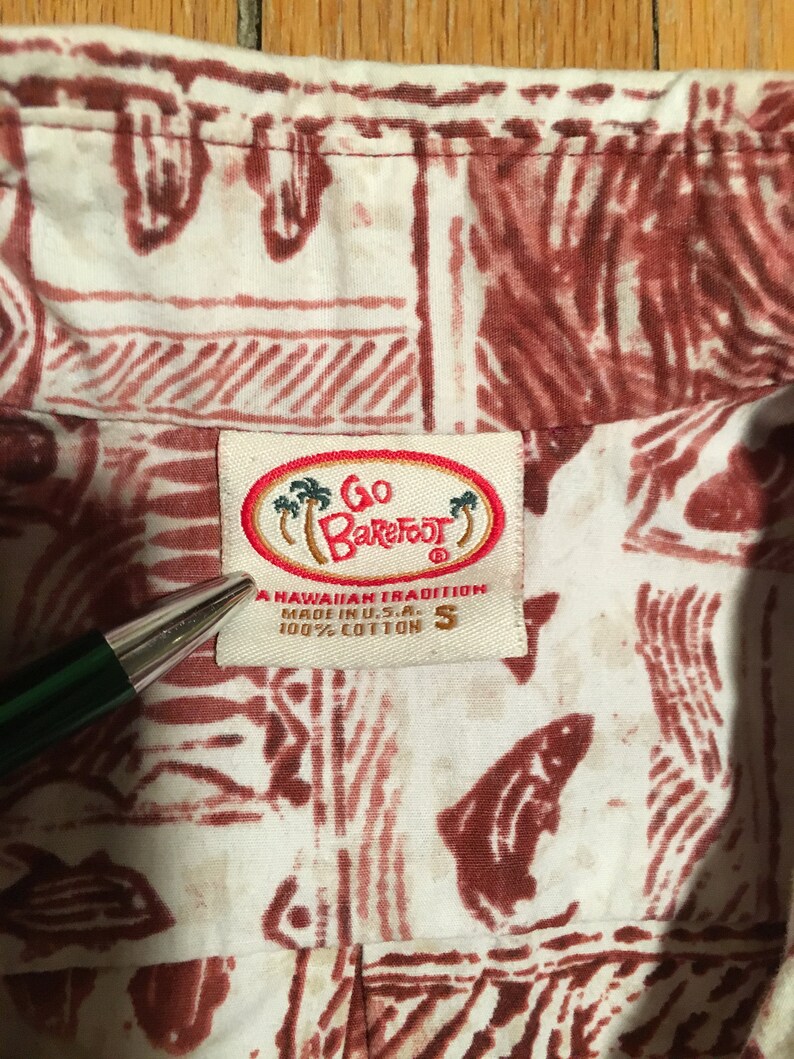 Go
BAREFOOT ®
A HAWAIIAN TRADITION
MADE IN U.S.A.
100% COTTON S